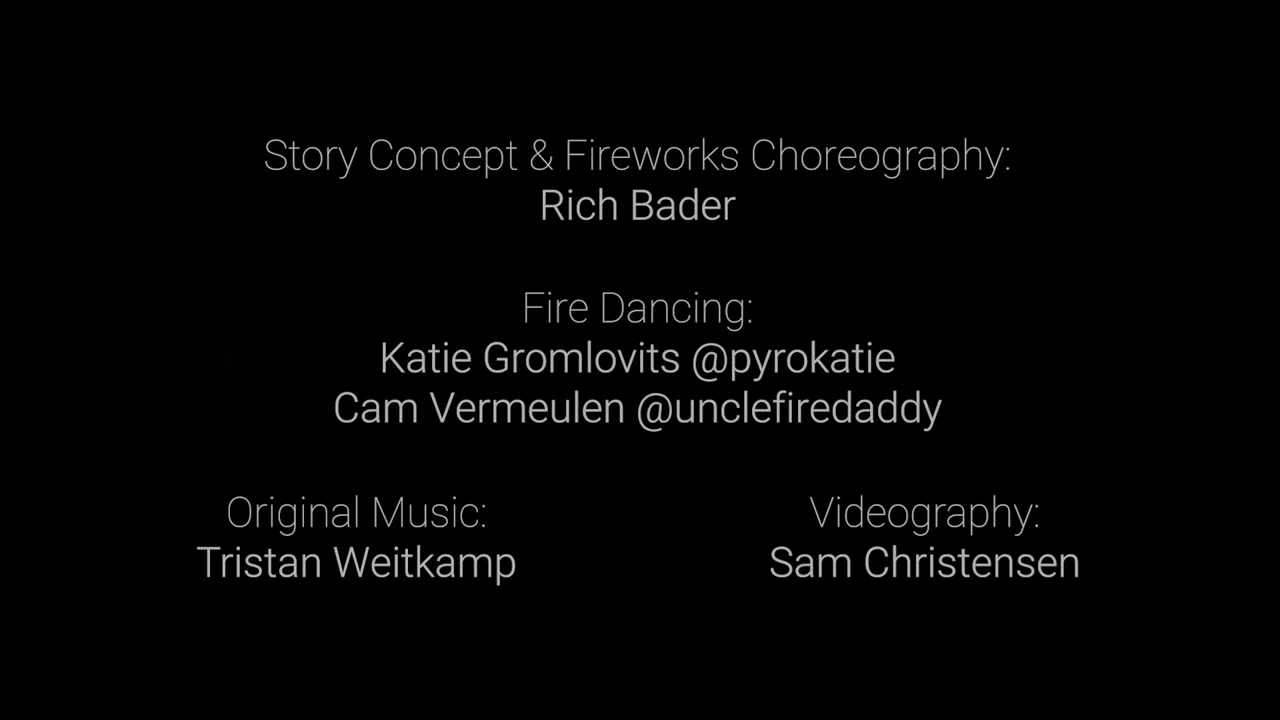 Story Concept & Fireworks Choreography:
Rich Bader
Fire Dancing:
Katie Gromlovits @pyrokatie
Cam Vermeulen @unclefiredaddy
Original Music:
Tristan Weitkamp
Videography:
Sam Christensen